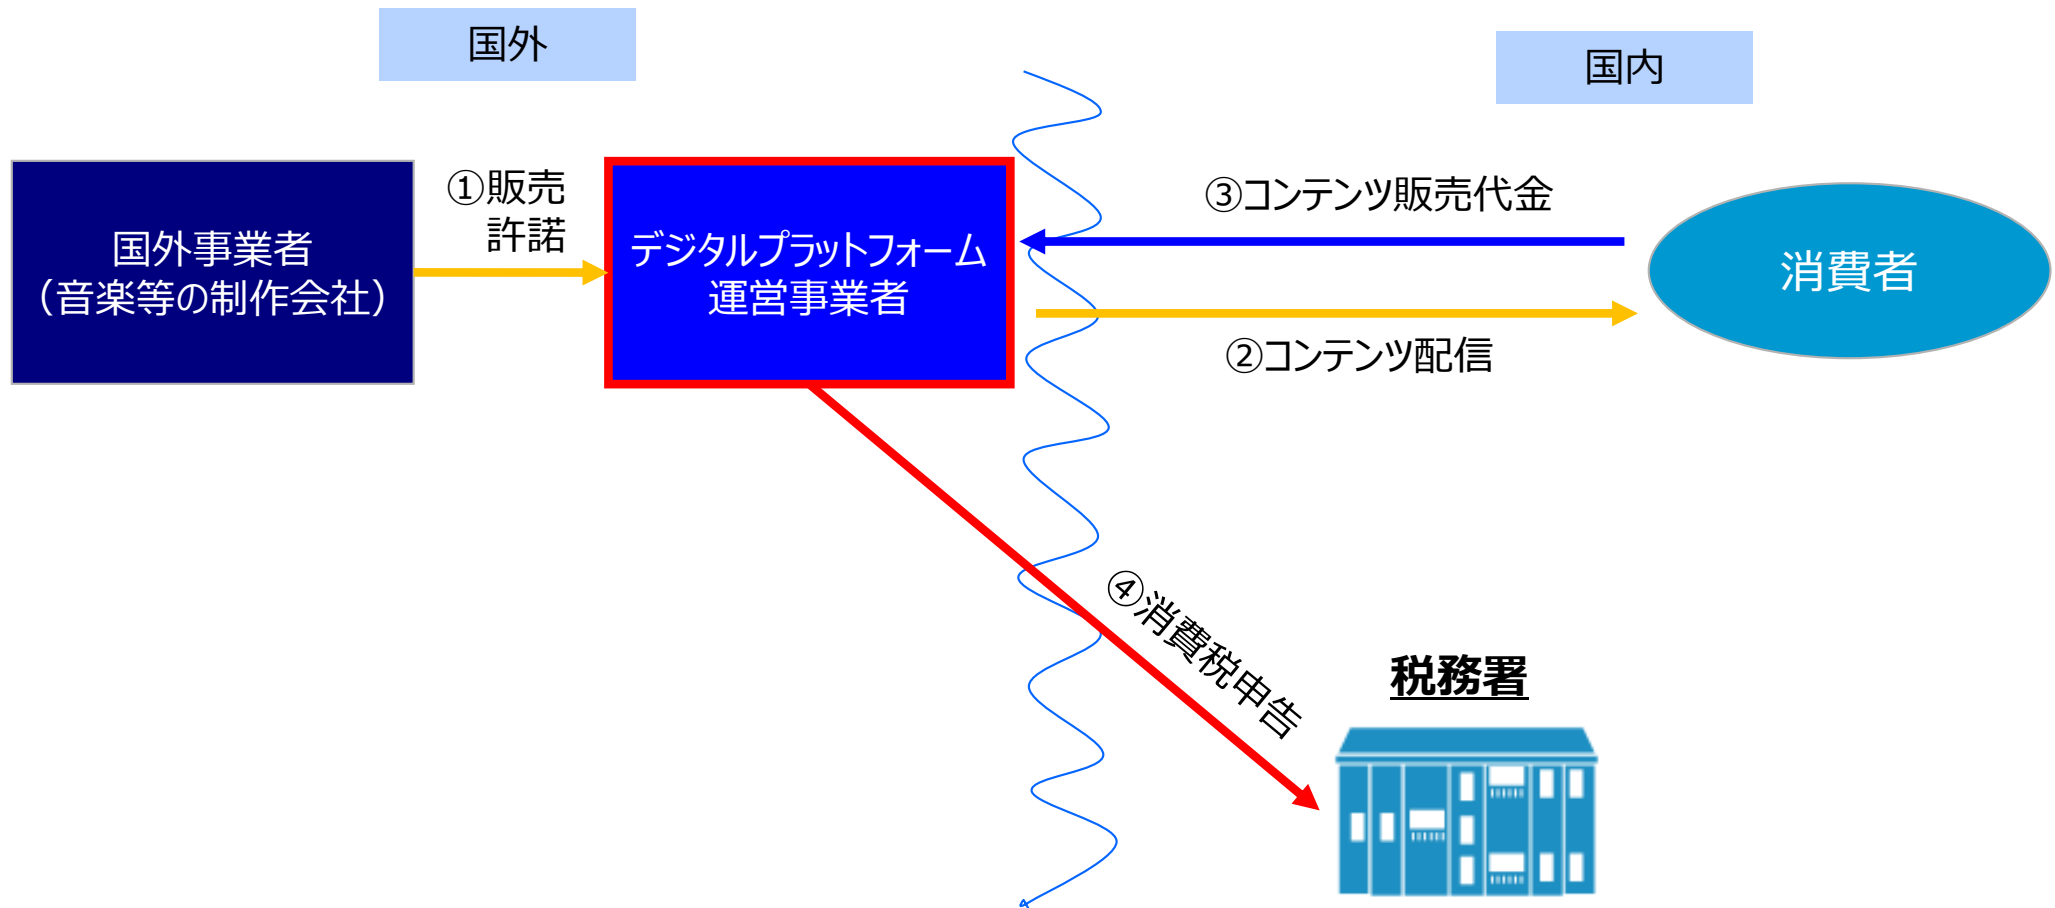 国外
国内
①販売
許諾
国外事業者
（音楽等の制作会社）
デジタルプラットフォーム
運営事業者
③コンテンツ販売代金
消費者
②コンテンツ配信
④消費税申告
税務署